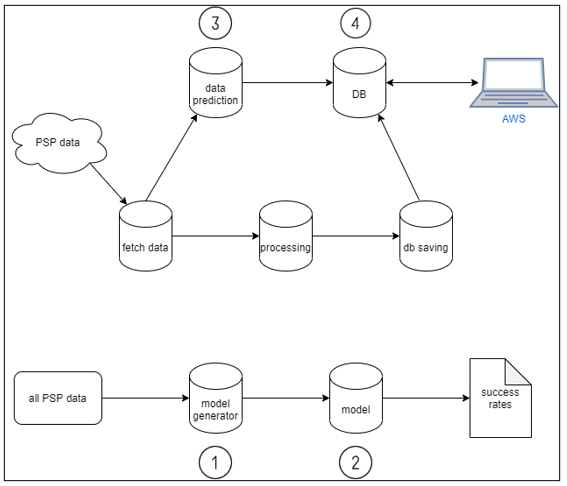 3
4
data
prediction
DB
AWS
PSP data
fetch data
processing
db saving
all PSP data
model
generator
model
success
rates
1
2